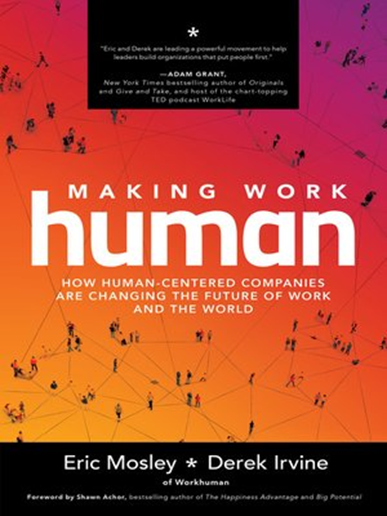 *
"Eric and Derek are leading a powerful movement to help
leaders build organizations that put people first."
—ADAM GRANT,
New York Times bestselling author of Originals
and Give and Take, and host of the chart-topping
TED podcast WorkLife
MAKING WORK
human
HOW HUMAN-CENTERED COMPANIES
ARE CHANGING THE FUTURE OF WORK
AND THE WORLD
Eric Mosley * Derek Irvine
of Workhuman
Foreword by Shawn Achor, bestselling author of The Happiness Advantage and Big Potential